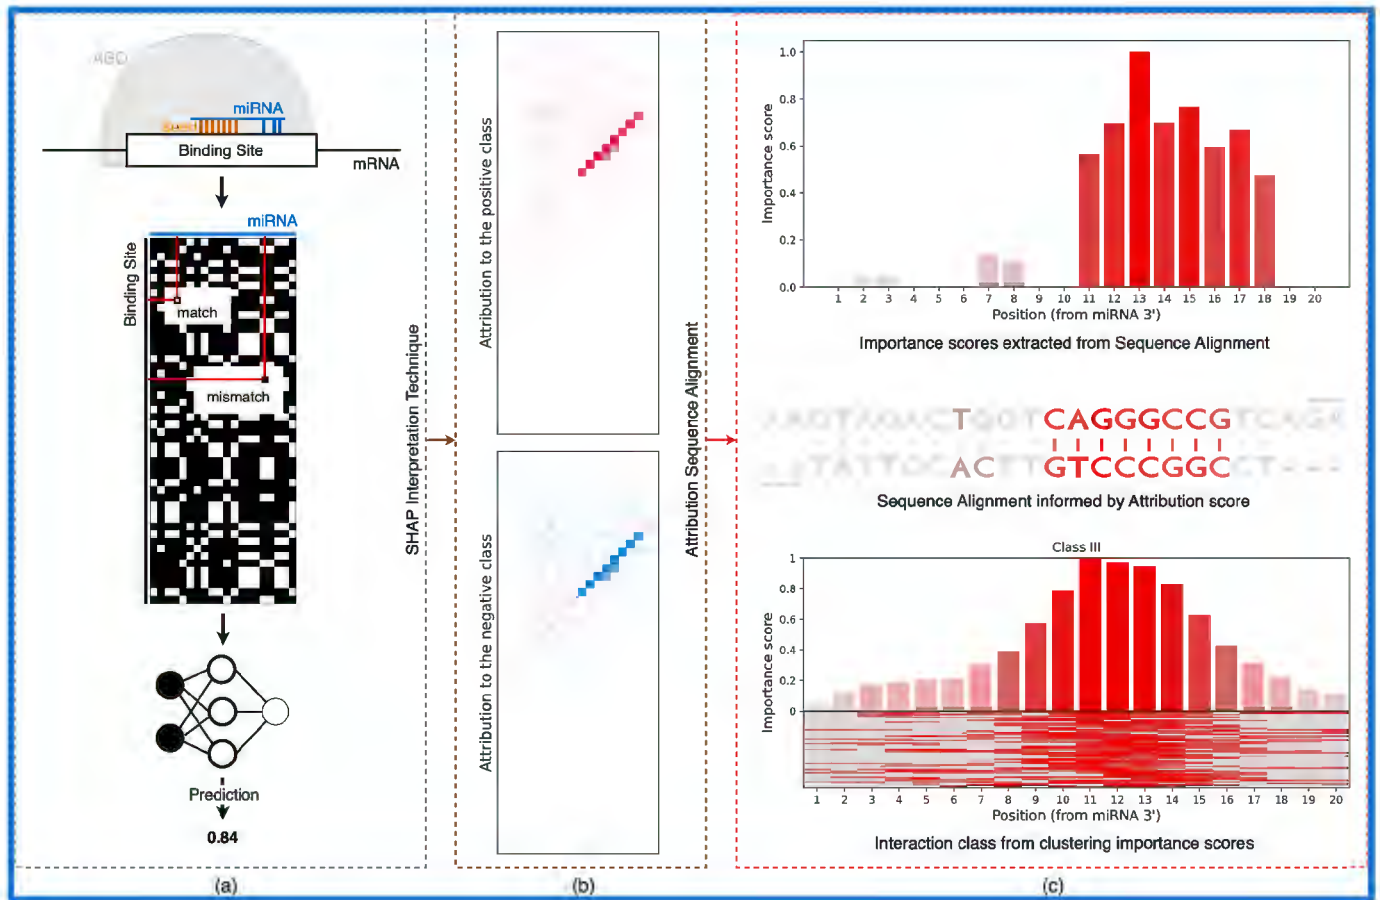 AGO
miRNA
Seed
Binding Site
mRNA
miRNA
Binding Site
match
mismatch
Prediction
0.84
(a)
SHAP Interpretation Technique
Attribution to the positive class
Attribution to the negative class
(b)
Attribution Sequence Alignment
Importance score
1.0
0.8
0.6
0.4
0.2
0.0
1 2 3 4 5 6 7 8 9 10 11 12 13 14 15 16 17 18 19 20
Position (from miRNA 3')
Importance scores extracted from Sequence Alignment
CAGGGCCG
AC GTCCCGGC
Sequence Alignment informed by Attribution score
Class III
Importance score
1
0.8
0.6
0.4
0.2
0
1 2 3 4 5 6 7 8 9 10 11 12 13 14 15 16 17 18 19 20
Position (from miRNA 3')
Interaction class from clustering importance scores
(c)